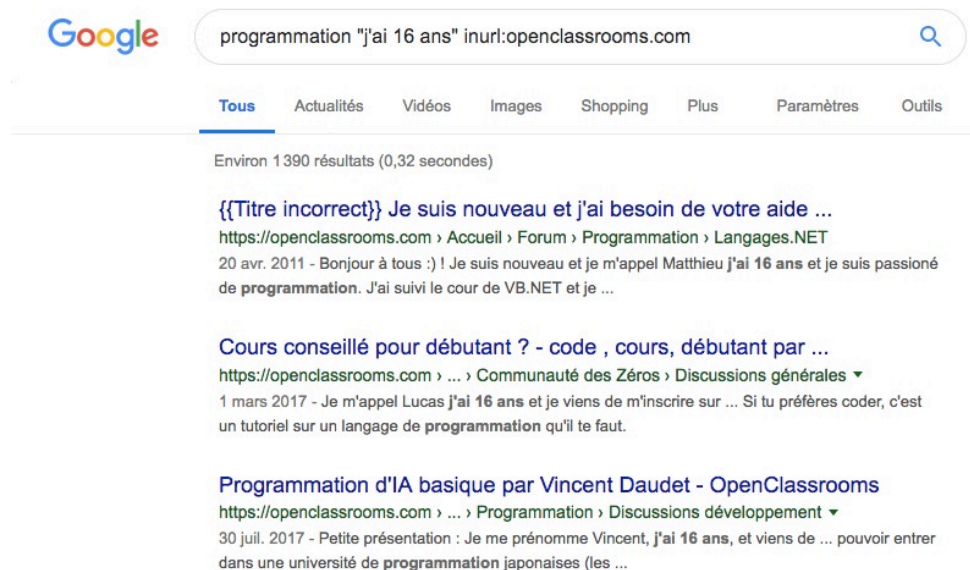 Google programmation "j'ai 16 ans" inurl:openclassrooms.com
Tous Actualités Vidéos Images Shopping Plus Paramètres Outils
Environ 1 390 résultats (0,32 secondes)
{{Titre incorrect}} Je suis nouveau et j'ai besoin de votre aide ...
https://openclassrooms.com › Accueil › Forum › Programmation › Langages.NET
20 avr. 2011 - Bonjour à tous :) ! Je suis nouveau et je m'appel Matthieu j'ai 16 ans et je suis passioné
de programmation. J'ai suivi le cour de VB.NET et je ...
Cours conseillé pour débutant ? - code , cours, débutant par ...
https://openclassrooms.com › ... › Communauté des Zéros › Discussions générales
1 mars 2017 - Je m'appel Lucas j'ai 16 ans et je viens de m'inscrire sur ... Si tu préfères coder, c'est
un tutoriel sur un langage de programmation qu'il te faut.
Programmation d'IA basique par Vincent Daudet - OpenClassrooms
https://openclassrooms.com › ... › Programmation › Discussions développement
30 juil. 2017 - Petite présentation : Je me prénomme Vincent, j'ai 16 ans, et viens de ... pouvoir entrer
dans une université de programmation japonaises (les ...